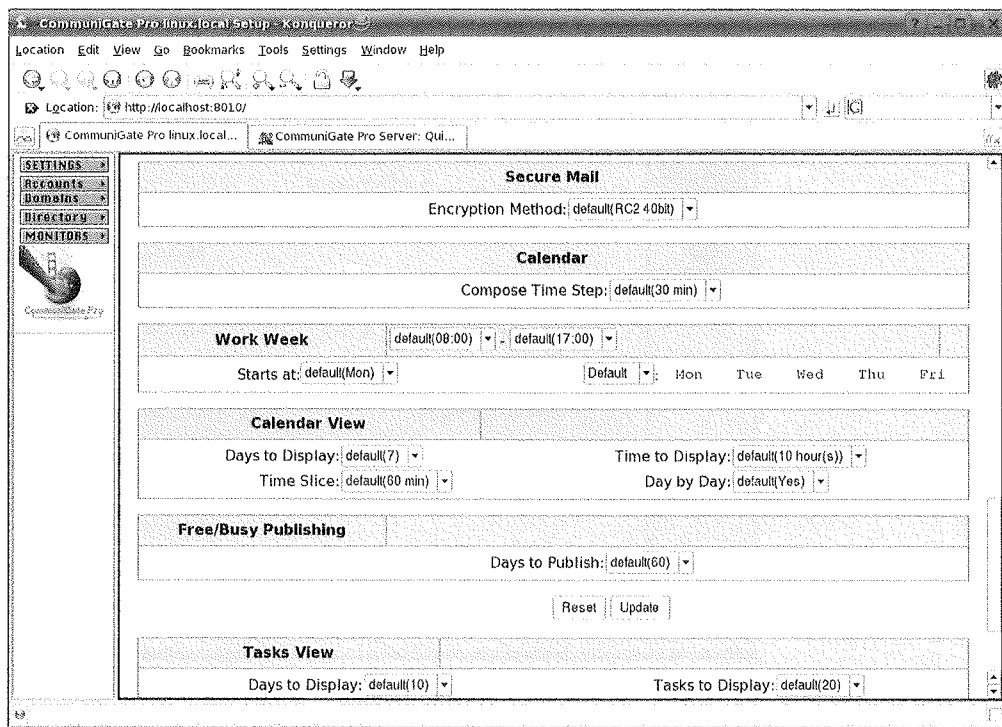 CommuniGate Pro linux.local Setup - Konqueror
Location Edit View Go Bookmarks Tools Settings Window Help
Location: http://localhost:8010/
CommuniGate Pro linux.local... CommuniGate Pro Server: Qui...
SETTINGS
Accounts
Domains
Directory
MONITORS
CommuniGate Pro
Secure Mail
Encryption Method: default(RC2 40bit)
Calendar
Compose Time Step: default(30 min)
Work Week default(08:00) - default(17:00)
Starts at: default(Mon) Default : Mon Tue Wed Thu Fri
Calendar View
Days to Display: default(7) Time to Display: default(10 hour(s))
Time Slice: default(60 min) Day by Day: default(Yes)
Free/Busy Publishing
Days to Publish: default(60)
Reset Update
Tasks View
Days to Display: default(10) Tasks to Display: default(20)